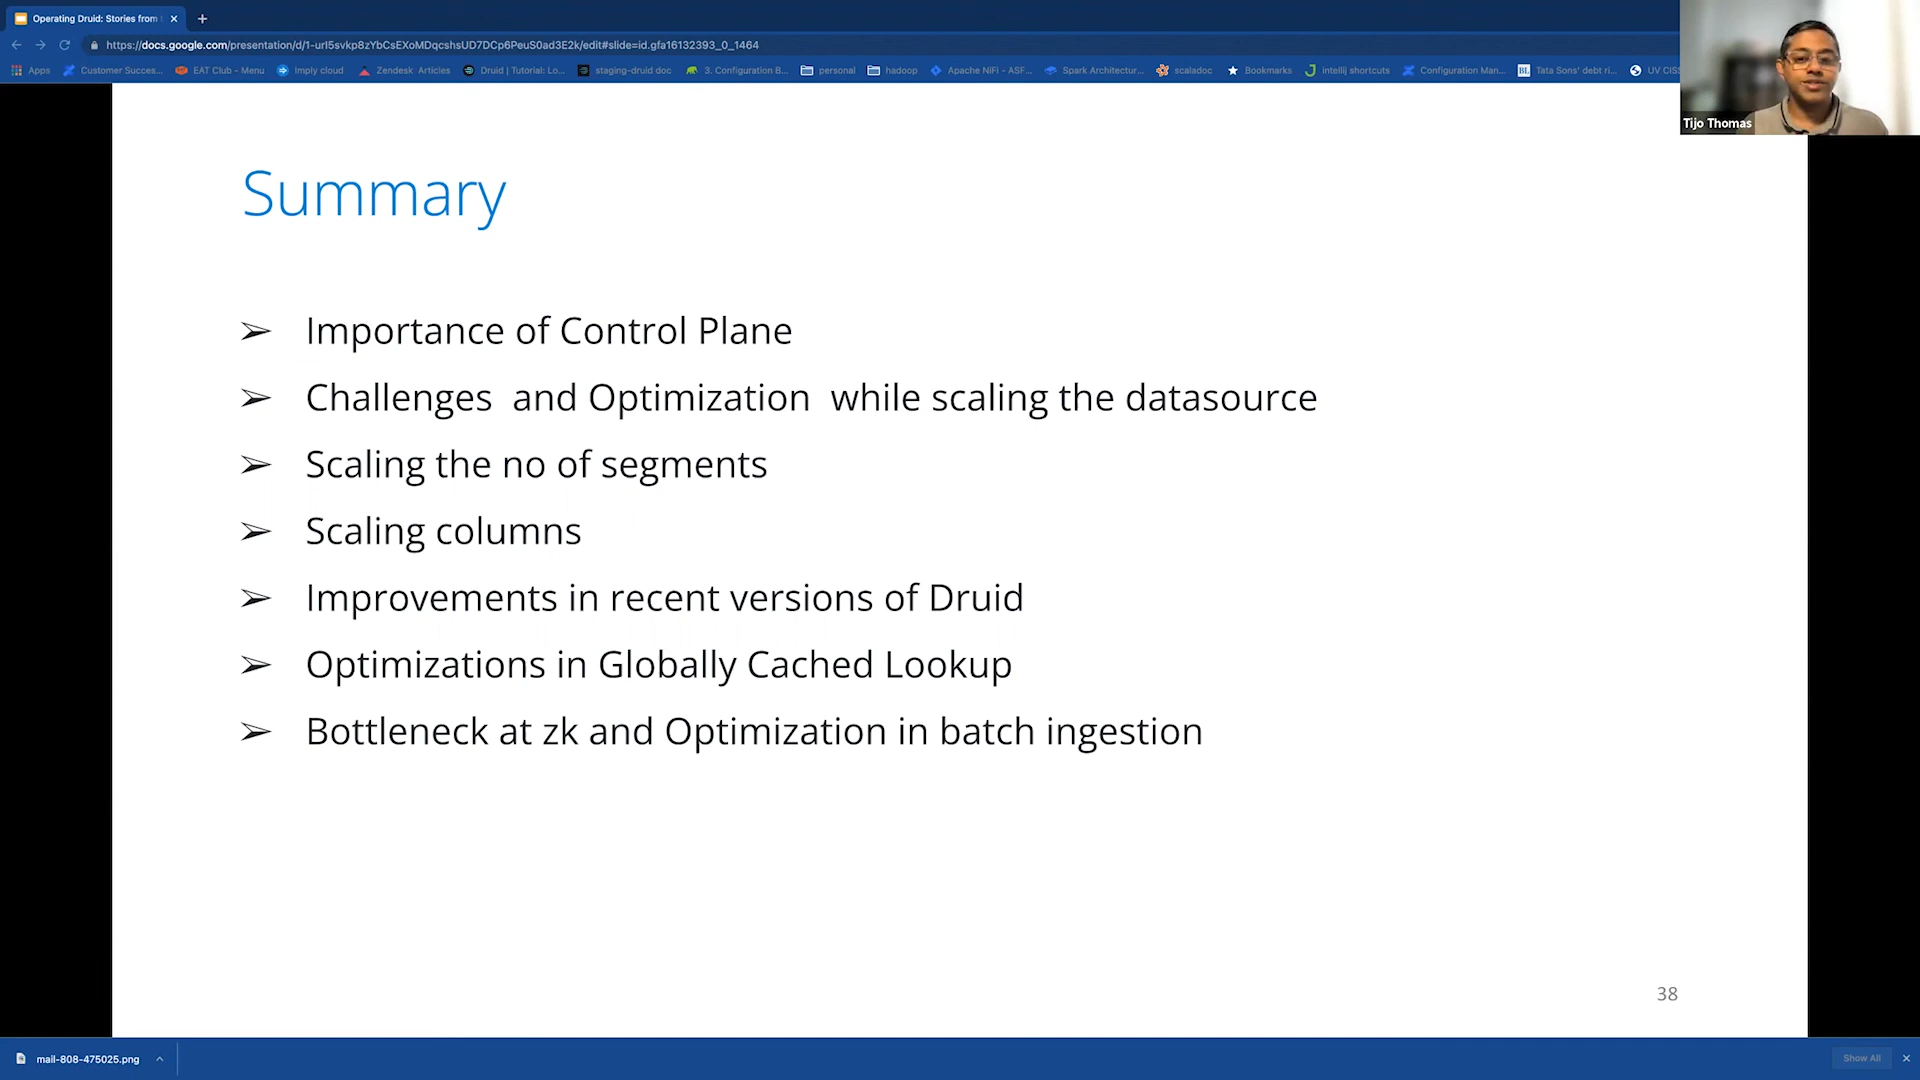 Operating Druid: Stories from
https://docs.google.com/presentation/d/1-urI5svkp8zYbCsEXoMDqcshsUD7DCp6PeuS0ad3E2k/edit#slide=id.gfa16132393_0_1464
Apps Customer Succes... EAT Club - Menu Imply cloud Zendesk Articles Druid | Tutorial: Lo... staging-druid doc 3. Configuration B... personal hadoop Apache NiFi - ASF... Spark Architectur... scaladoc Bookmarks intellij shortcuts Configuration Man... BL Tata Sons' debt ri... UV CIS
Tijo Thomas
Summary
➢ Importance of Control Plane
➢ Challenges and Optimization while scaling the datasource
➢ Scaling the no of segments
➢ Scaling columns
➢ Improvements in recent versions of Druid
➢ Optimizations in Globally Cached Lookup
➢ Bottleneck at zk and Optimization in batch ingestion
38
mail-808-475025.png
Show All